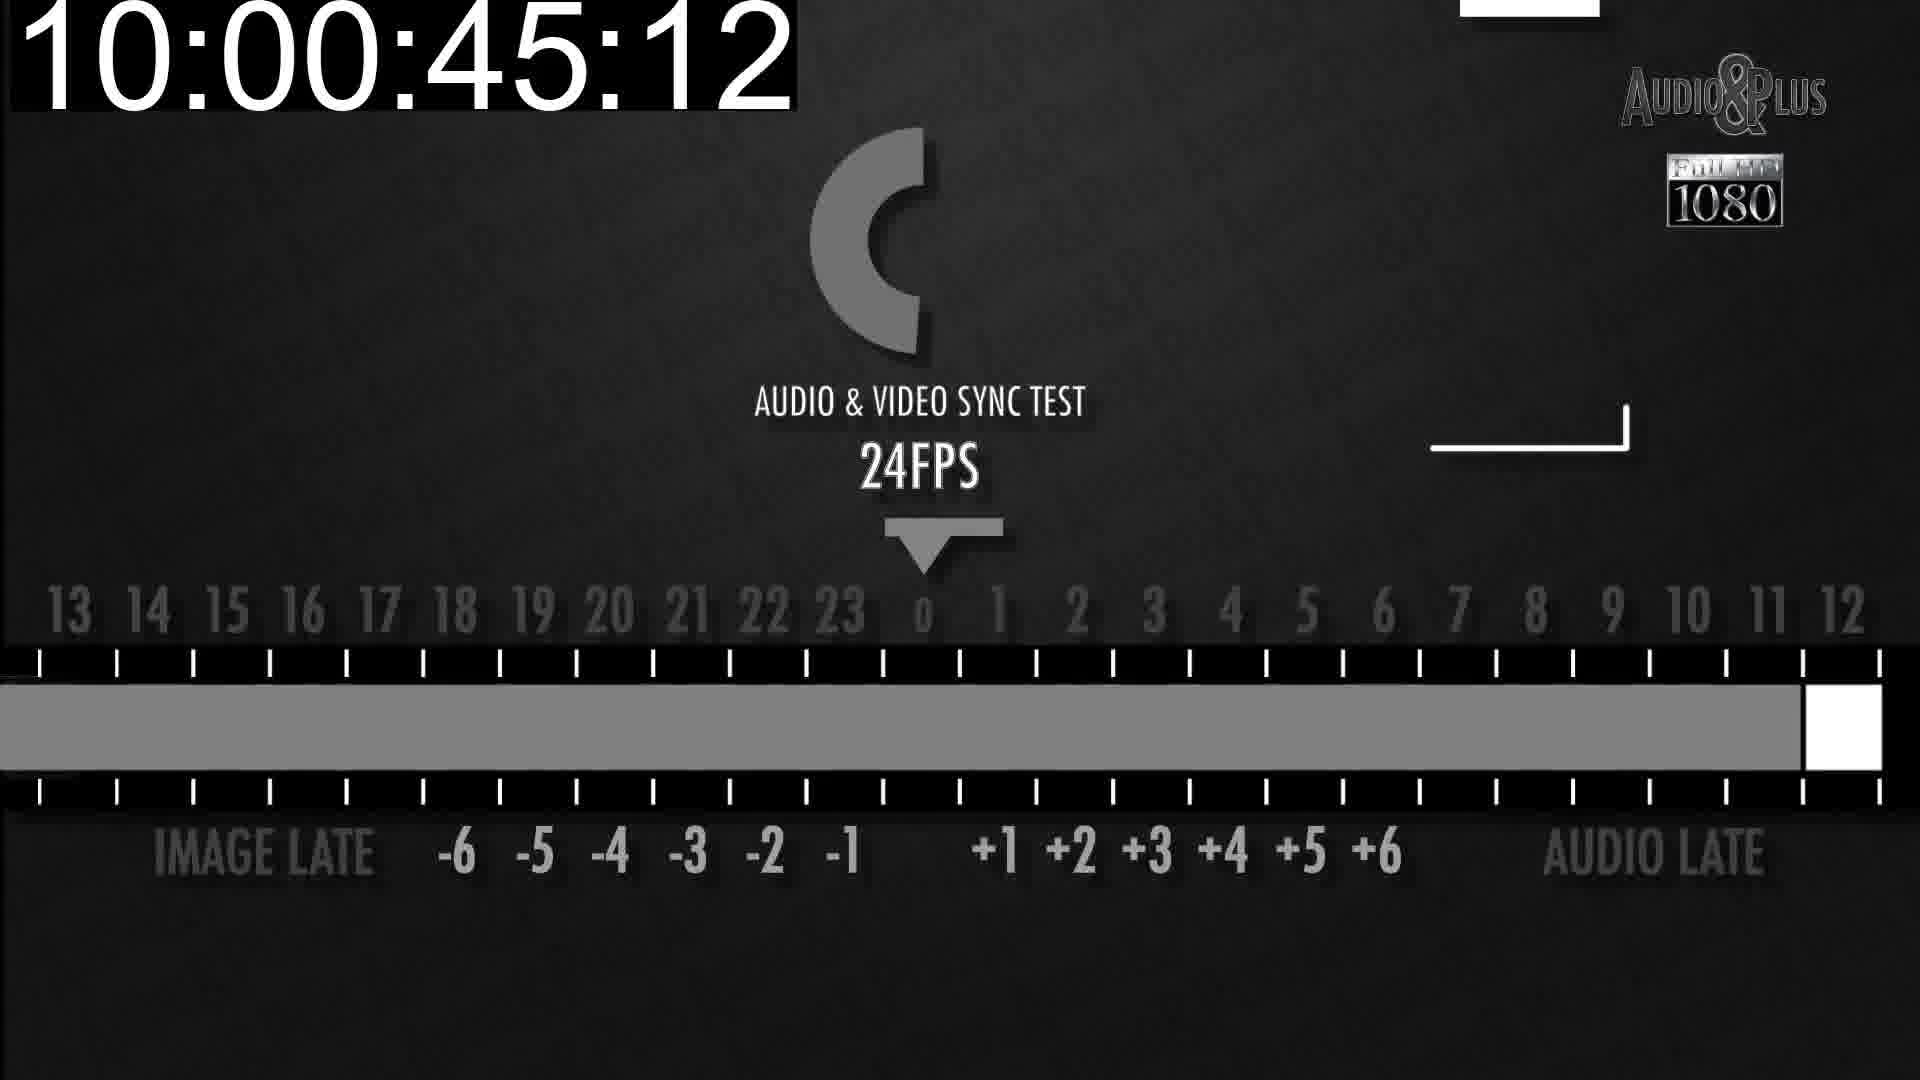 10:00:45:12
AUDIO&PLUS
Full HD
1080
AUDIO & VIDEO SYNC TEST
24FPS
13 14 15 16 17 18 19 20 21 22 23 0 1 2 3 4 5 6 7 8 9 10 11 12
IMAGE LATE -6 -5 -4 -3 -2 -1 +1 +2 +3 +4 +5 +6 AUDIO LATE